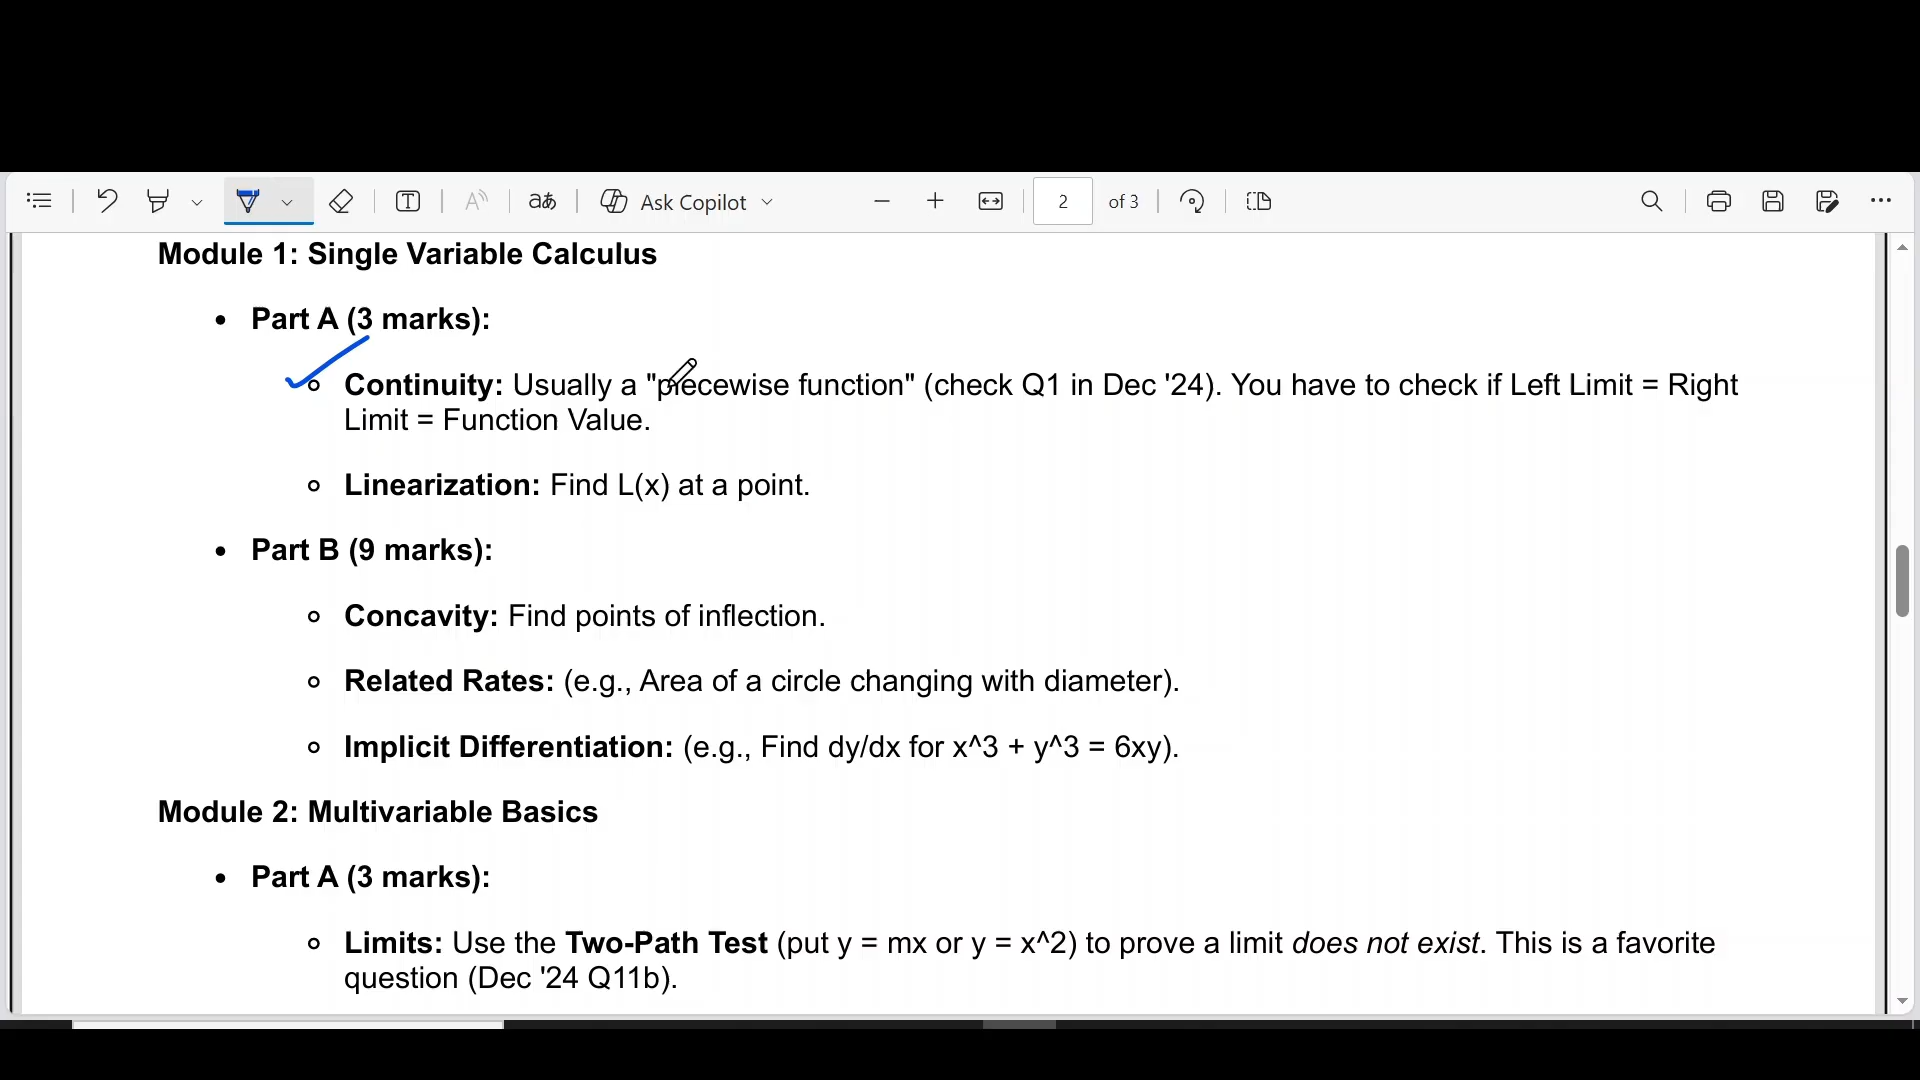 Ask Copilot
2 of 3
Module 1: Single Variable Calculus
• Part A (3 marks):
Continuity: Usually a "piecewise function" (check Q1 in Dec '24). You have to check if Left Limit = Right
Limit = Function Value.
Linearization: Find L(x) at a point.
• Part B (9 marks):
Concavity: Find points of inflection.
Related Rates: (e.g., Area of a circle changing with diameter).
Implicit Differentiation: (e.g., Find dy/dx for x^3 + y^3 = 6xy).
Module 2: Multivariable Basics
• Part A (3 marks):
Limits: Use the Two-Path Test (put y = mx or y = x^2) to prove a limit does not exist. This is a favorite
question (Dec '24 Q11b).